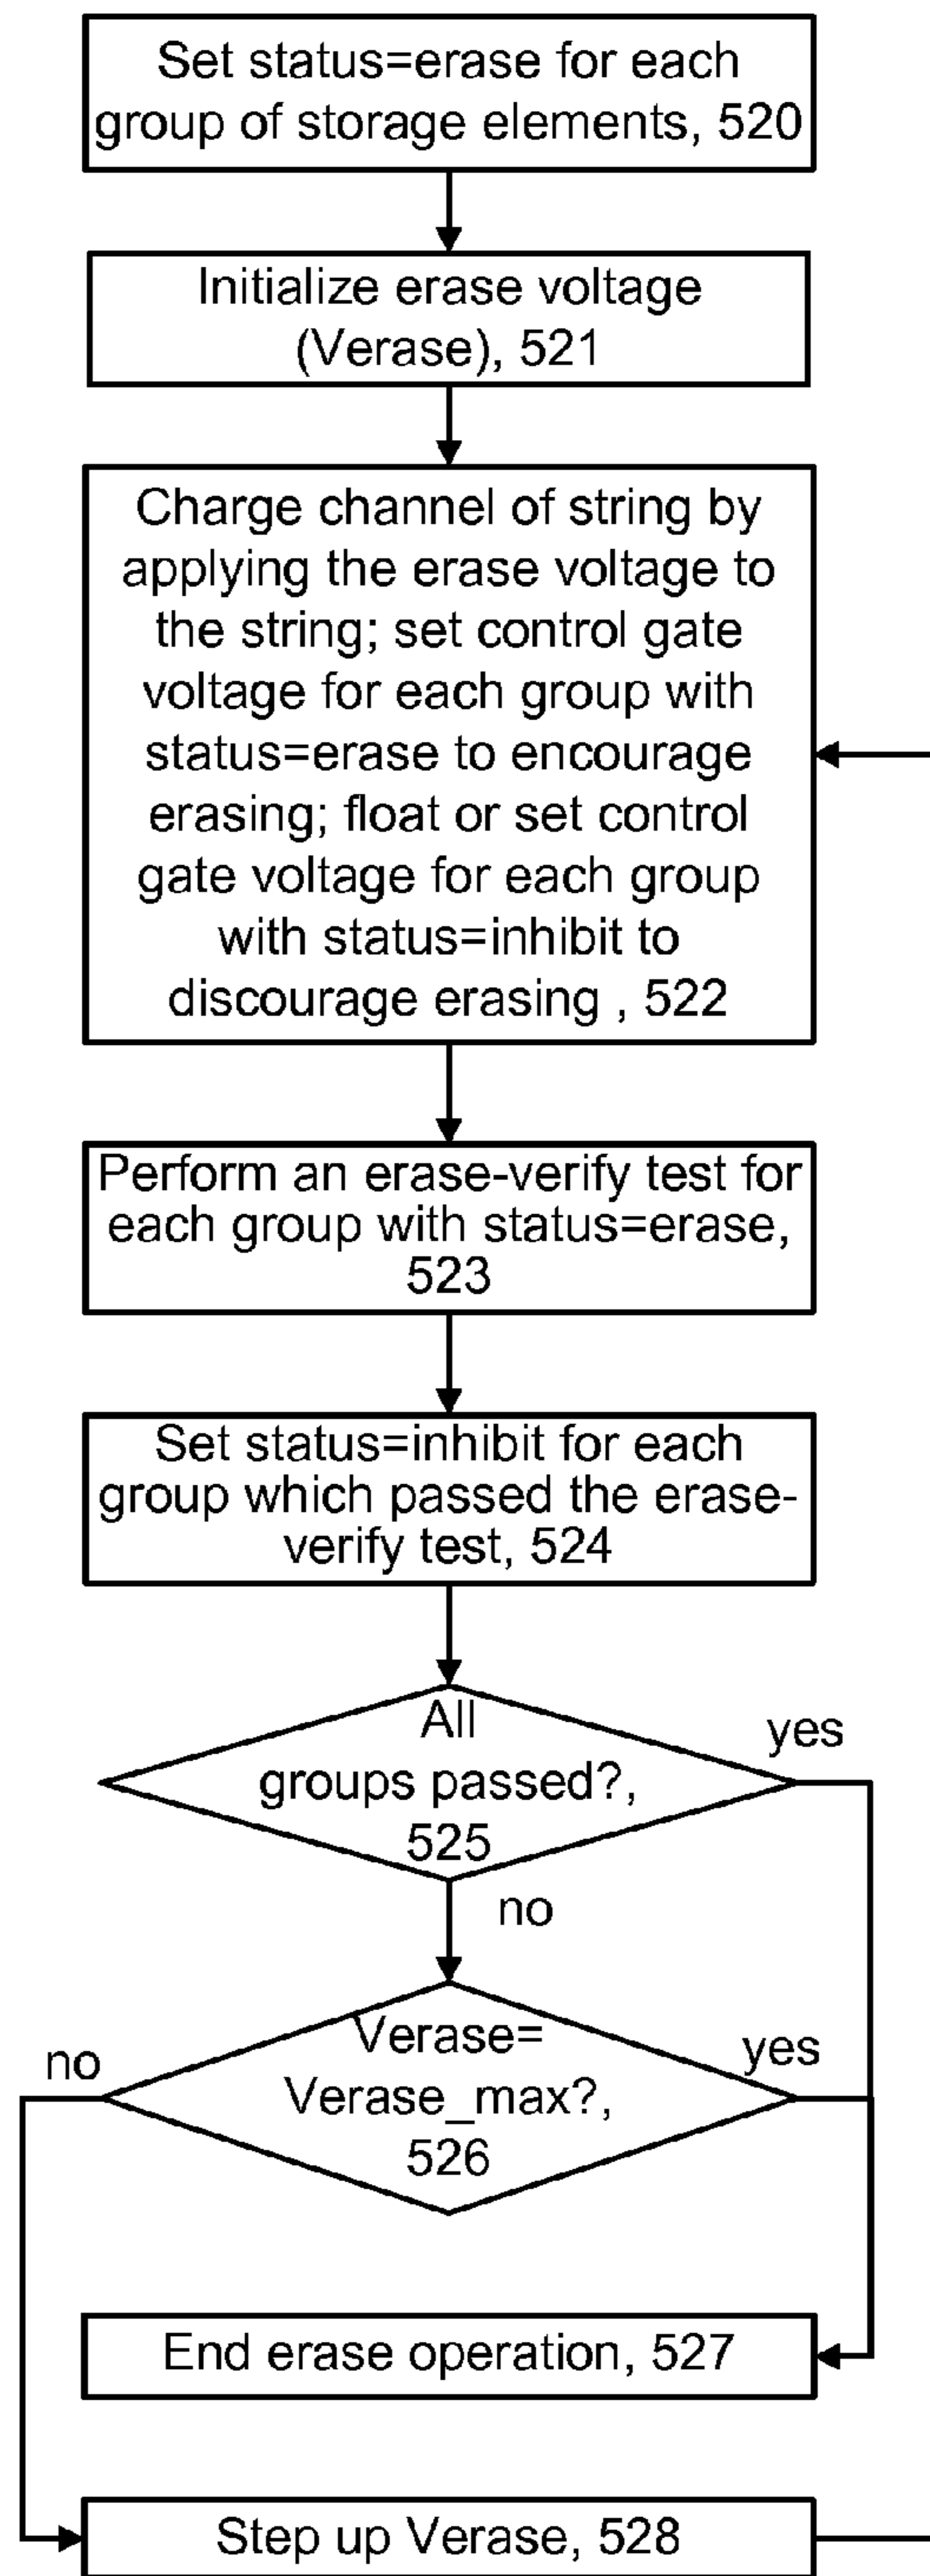 Set status=erase for each
group of storage elements, 520
Initialize erase voltage
(Verase), 521
Charge channel of string by
applying the erase voltage to
the string; set control gate
voltage for each group with
status=erase to encourage
erasing; float or set control
gate voltage for each group
with status=inhibit to
discourage erasing , 522
Perform an erase-verify test for
each group with status=erase,
523
Set status=inhibit for each
group which passed the erase-
verify test, 524
All
groups passed?,
525
yes
no
Verase=
Verase_max?,
526
no
yes
End erase operation, 527
Step up Verase, 528